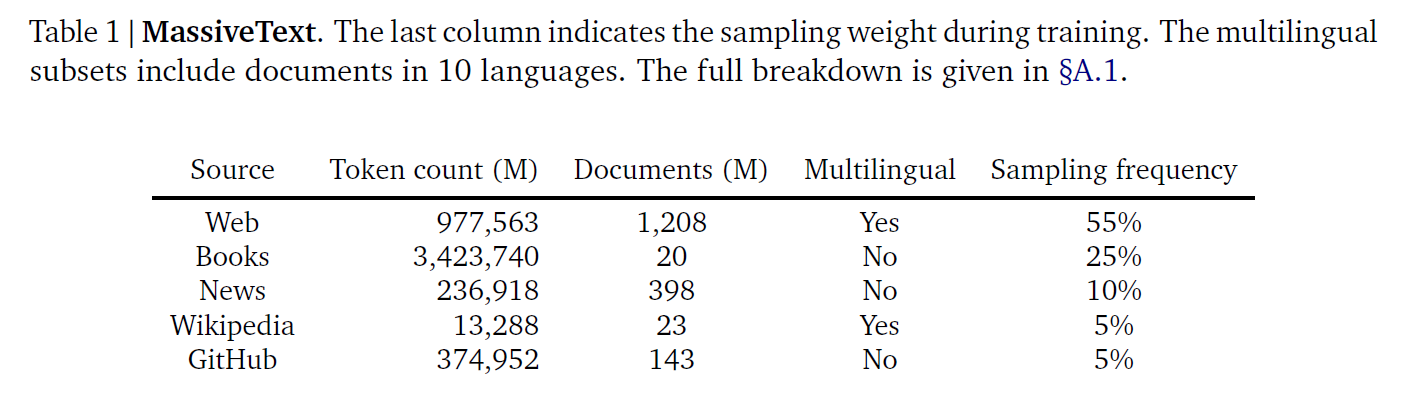 Table 1 | MassiveText. The last column indicates the sampling weight during training. The multilingual
subsets include documents in 10 languages. The full breakdown is given in §A.1.
Source Token count (M) Documents (M) Multilingual Sampling frequency
Web 977,563 1,208 Yes 55%
Books 3,423,740 20 No 25%
News 236,918 398 No 10%
Wikipedia 13,288 23 Yes 5%
GitHub 374,952 143 No 5%